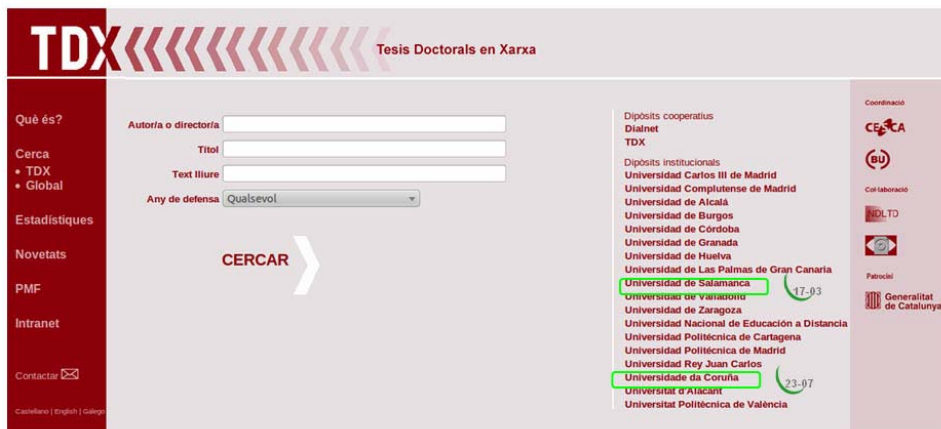 TDX
Tesis Doctorals en Xarxa
Què és?
Cerca
• TDX
• Global
Estadístiques
Novetats
PMF
Intranet
Contactar
Castellano | English | Galego
Autor/a o director/a
Títol
Text lliure
Any de defensa Qualsevol
CERCAR
Dipòsits cooperatius
Dialnet
TDX
Dipòsits institucionals
Universidad Carlos III de Madrid
Universidad Complutense de Madrid
Universidad de Alcalá
Universidad de Burgos
Universidad de Córdoba
Universidad de Granada
Universidad de Huelva
Universidad de Las Palmas de Gran Canaria
Universidad de Salamanca
17-03
Universidad de Valladolid
Universidad de Zaragoza
Universidad Nacional de Educación a Distancia
Universidad Politécnica de Cartagena
Universidad Politécnica de Madrid
Universidad Rey Juan Carlos
Universidade da Coruña
23-07
Universitat d'Alacant
Universitat Politècnica de València
Coordinació
CESCA
BU
Col·laboració
NDLTD
Patrocini
Generalitat
de Catalunya